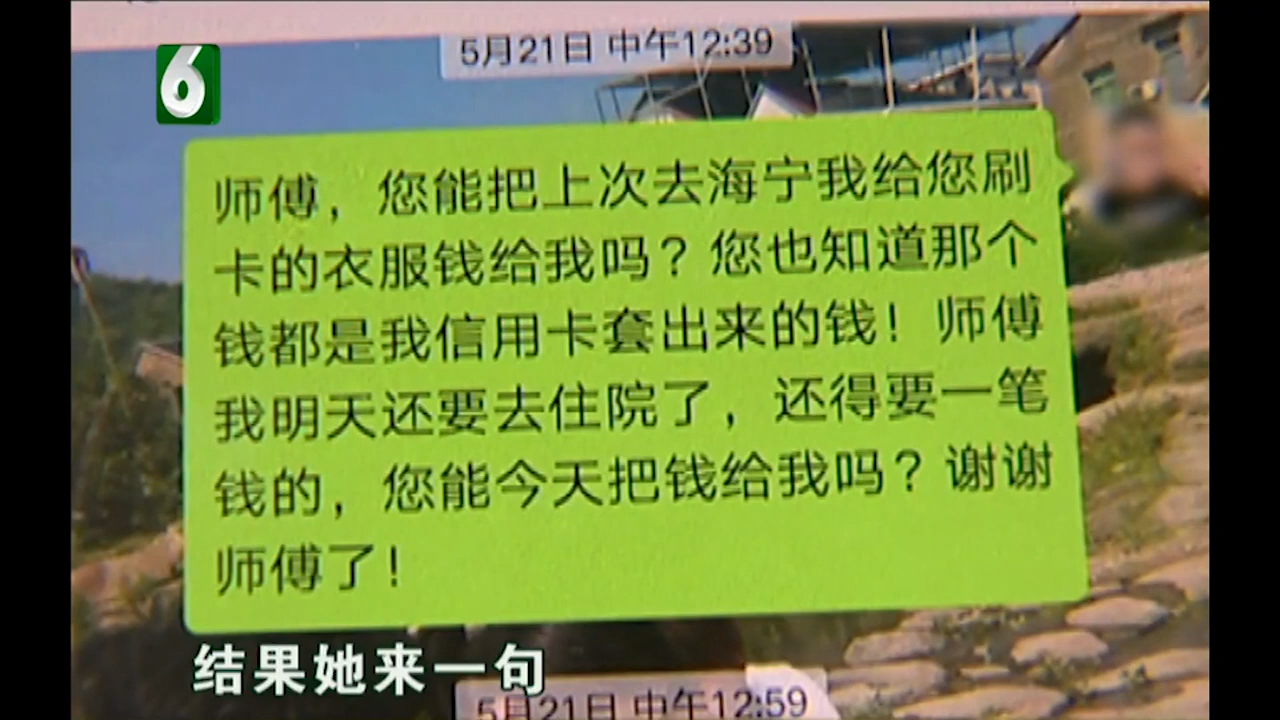 5月21日 中午12:39
6
师傅，您能把上次去海宁我给您刷
卡的衣服钱给我吗？您也知道那个
钱都是我信用卡套出来的钱！师傅
我明天还要去住院了，还得要一笔
钱的，您能今天把钱给我吗？谢谢
师傅了！
结果她来一句
5月21日 中午12:59